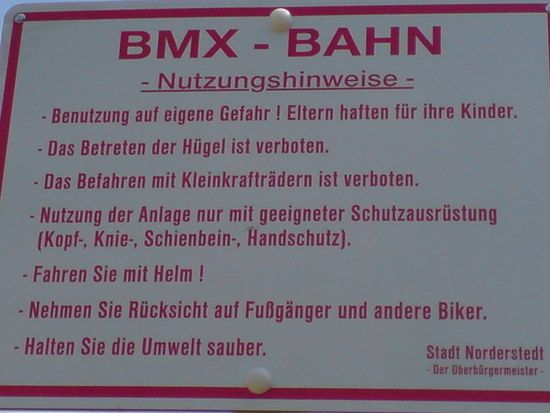 BMX - BAHN
- Nutzungshinweise -
- Benutzung auf eigene Gefahr ! Eltern haften für ihre Kinder.
- Das Betreten der Hügel ist verboten.
- Das Befahren mit Kleinkrafträdern ist verboten.
- Nutzung der Anlage nur mit geeigneter Schutzausrüstung
(Kopf-, Knie-, Schienbein-, Handschutz).
- Fahren Sie mit Helm !
- Nehmen Sie Rücksicht auf Fußgänger und andere Biker.
- Halten Sie die Umwelt sauber.
Stadt Norderstedt
- Der Oberbürgermeister -